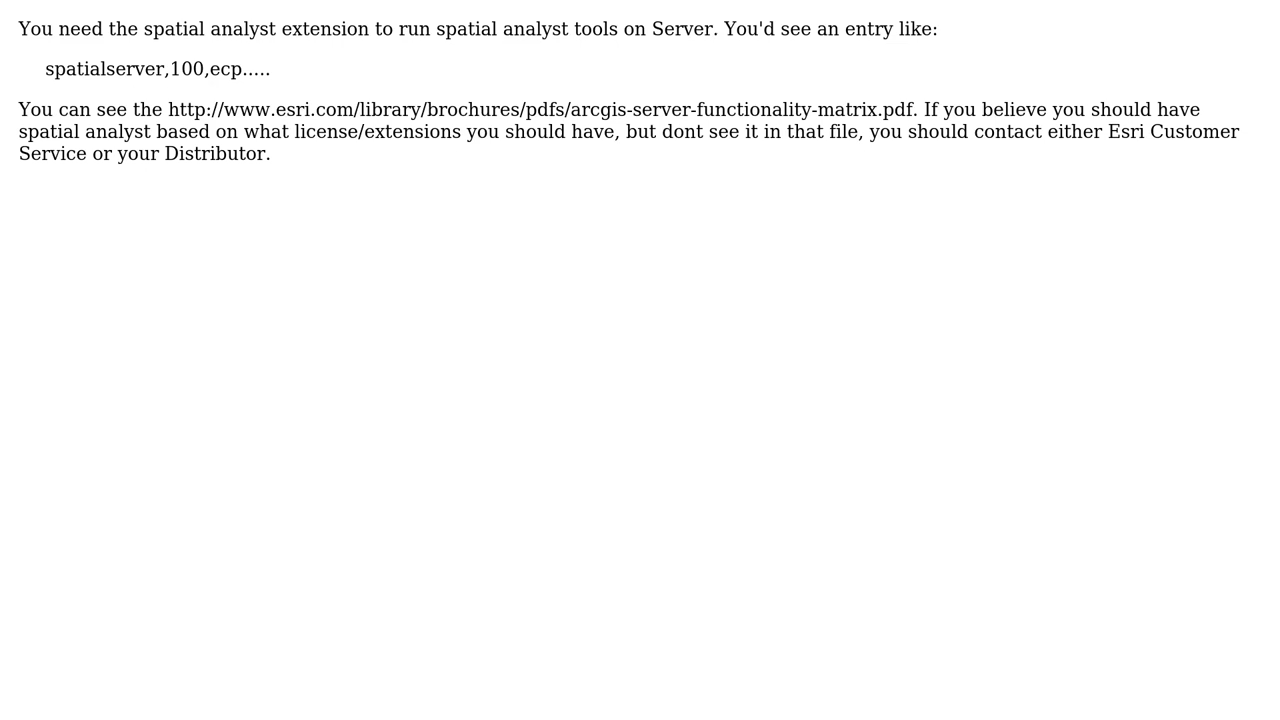 You need the spatial analyst extension to run spatial analyst tools on Server. You'd see an entry like:
spatialserver,100,ecp.....
You can see the http://www.esri.com/library/brochures/pdfs/arcgis-server-functionality-matrix.pdf. If you believe you should have
spatial analyst based on what license/extensions you should have, but dont see it in that file, you should contact either Esri Customer
Service or your Distributor.